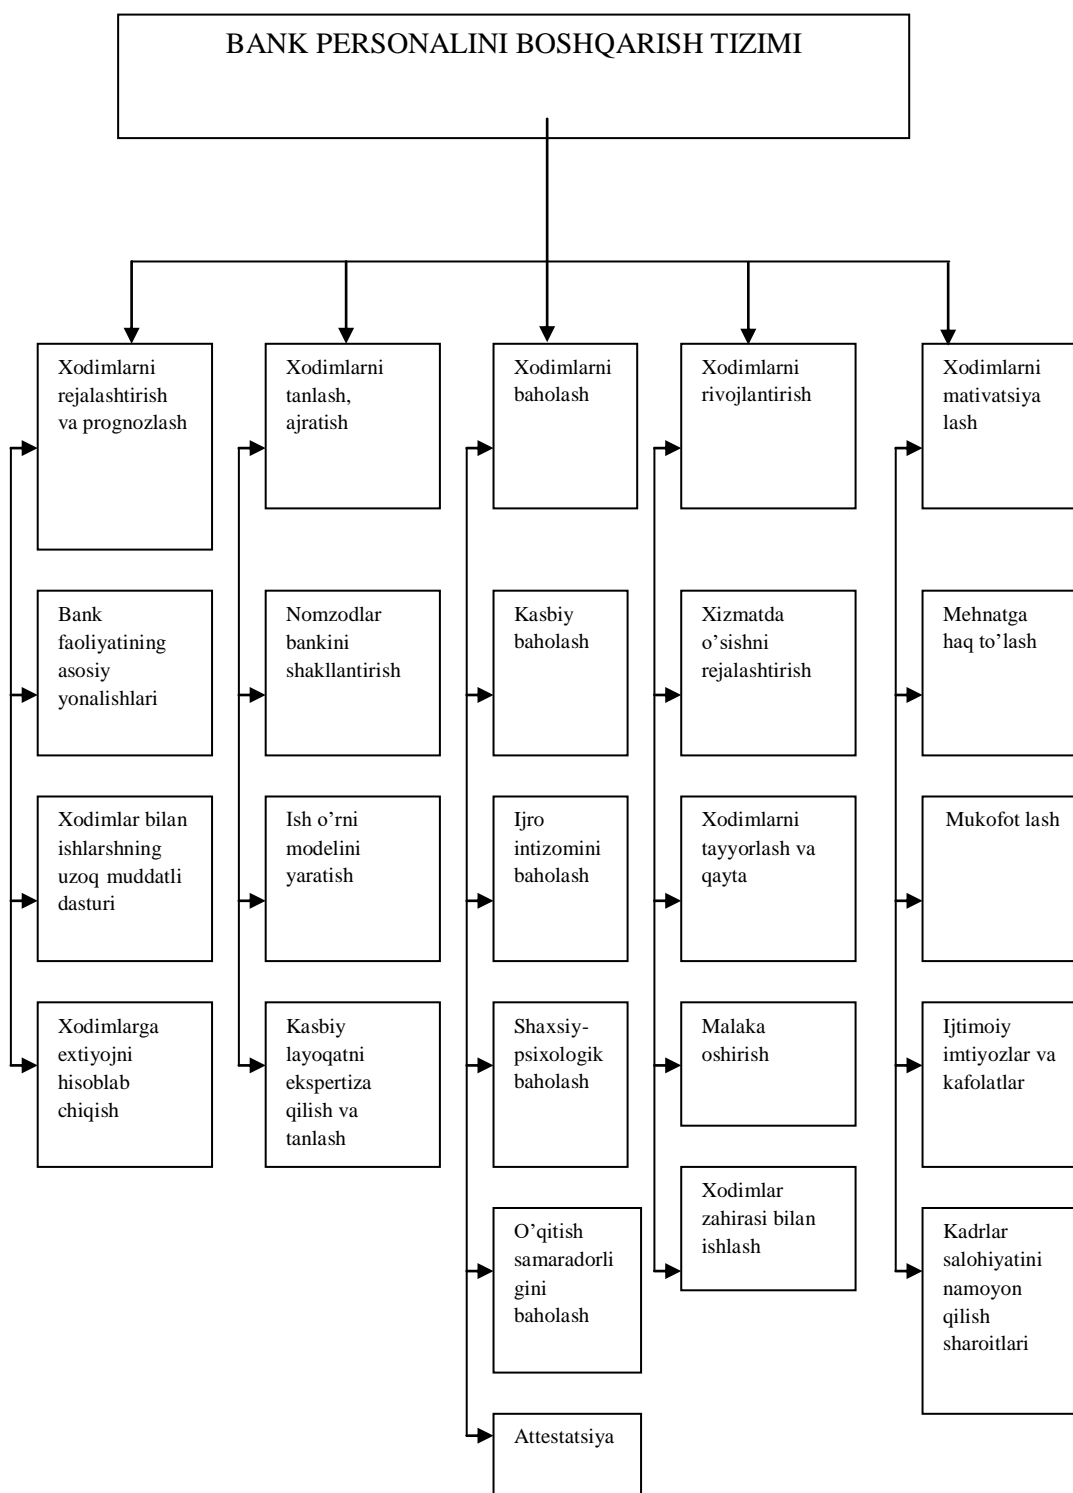 BANK PERSONALINI BOSHQARISH TIZIMI
Xodimlarni
rejalashtirish
va prognozlash
Bank
faoliyatining
asosiy
yonalishlari
Xodimlar bilan
ishlarshning
uzoq muddatli
dasturi
Xodimlarga
extiyojni
hisoblab
chiqish
Xodimlarni
tanlash,
ajratish
Nomzodlar
bankini
shakllantirish
Ish o’rni
modelini
yaratish
Kasbiy
layoqatni
ekspertiza
qilish va
tanlash
Xodimlarni
baholash
Kasbiy
baholash
Ijro
intizomini
baholash
Shaxsiy-
psixologik
baholash
O’qitish
samaradorli
gini
baholash
Attestatsiya
Xodimlarni
rivojlantirish
Xizmatda
o’sishni
rejalashtirish
Xodimlarni
tayyorlash va
qayta
Malaka
oshirish
Xodimlar
zahirasi bilan
ishlash
Xodimlarni
mativatsiya
lash
Mehnatga
haq to’lash
Mukofot lash
Ijtimoiy
imtiyozlar va
kafolatlar
Kadrlar
salohiyatini
namoyon
qilish
sharoitlari